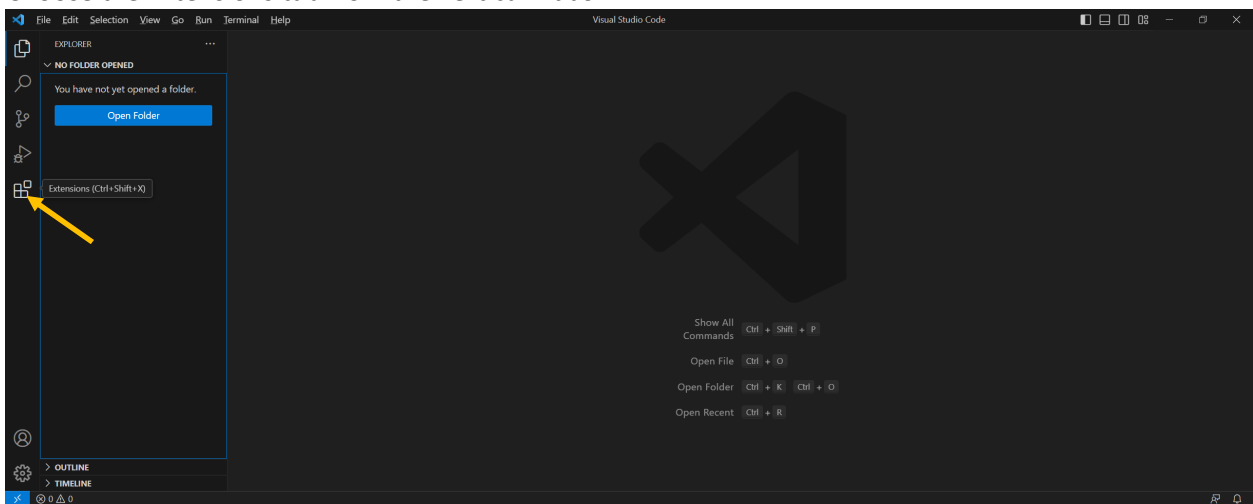 File Edit Selection View Go Run Terminal Help
Visual Studio Code
EXPLORER
NO FOLDER OPENED
You have not yet opened a folder.
Open Folder
Extensions (Ctrl+Shift+X)
Show All
Commands
Ctrl + Shift + P
Open File Ctrl + O
Open Folder Ctrl + K Ctrl + O
Open Recent Ctrl + R
OUTLINE
TIMELINE
0 0